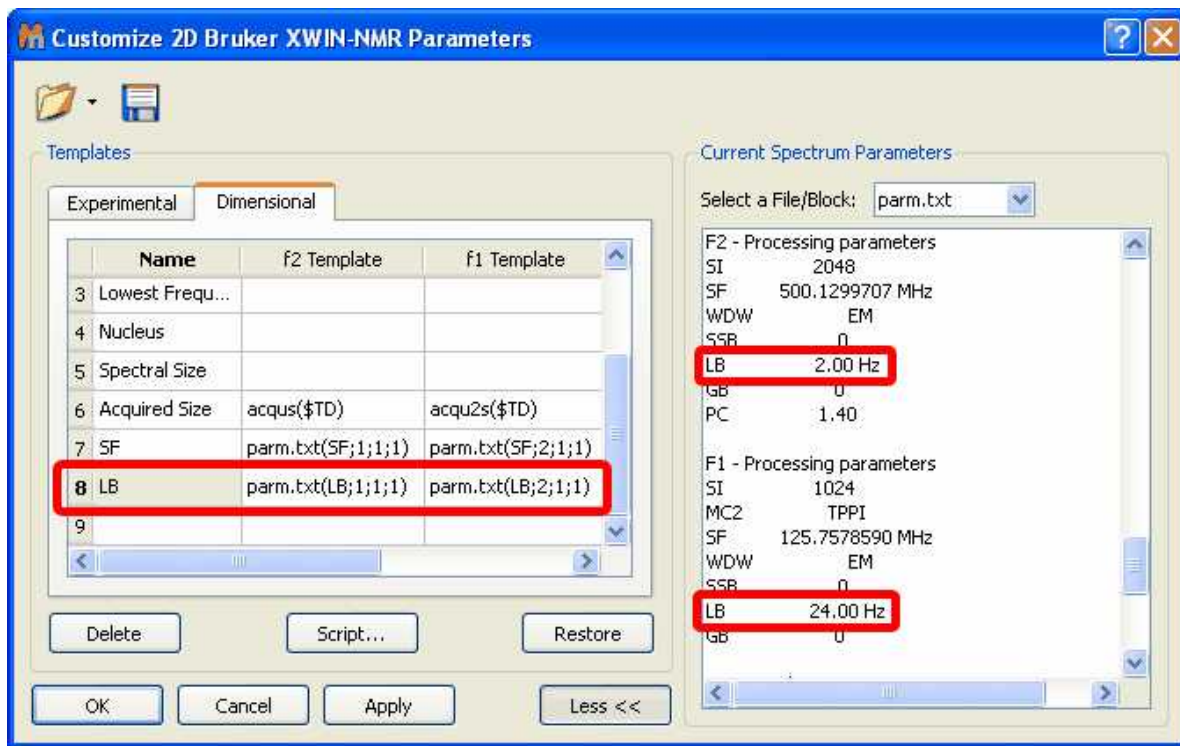 Customize 2D Bruker XWIN-NMR Parameters
Templates
Experimental Dimensional
Name f2 Template f1 Template
3 Lowest Frequ...
4 Nucleus
5 Spectral Size
6 Acquired Size acqus($TD) acqu2s($TD)
7 SF parm.txt(SF;1;1;1) parm.txt(SF;2;1;1)
8 LB parm.txt(LB;1;1;1) parm.txt(LB;2;1;1)
9
Delete Script... Restore
OK Cancel Apply Less <<
Current Spectrum Parameters
Select a File/Block: parm.txt
F2 - Processing parameters
SI 2048
SF 500.1299707 MHz
WDW EM
SSB 0
LB 2.00 Hz
GB 0
PC 1.40
F1 - Processing parameters
SI 1024
MC2 TPPI
SF 125.7578590 MHz
WDW EM
SSB 0
LB 24.00 Hz
GB 0